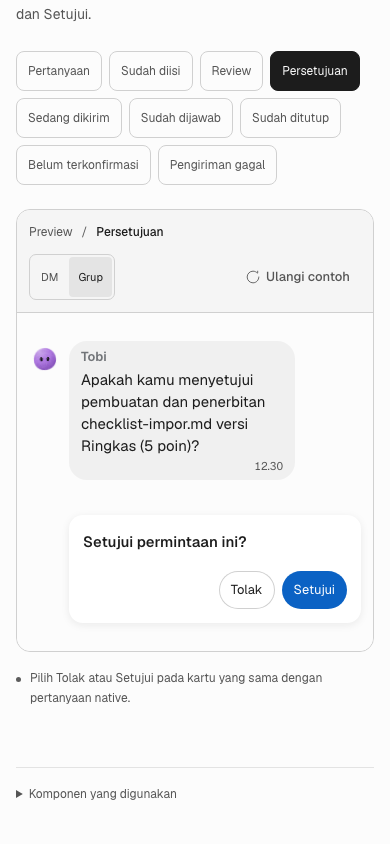 dan Setujui.
Pertanyaan
Sudah diisi
Review
Persetujuan
Sedang dikirim
Sudah dijawab
Sudah ditutup
Belum terkonfirmasi
Pengiriman gagal
Preview / Persetujuan
DM
Grup
Ulangi contoh
Tobi
Apakah kamu menyetujui
pembuatan dan penerbitan
checklist-impor.md versi
Ringkas (5 poin)?
12.30
Setujui permintaan ini?
Tolak
Setujui
Pilih Tolak atau Setujui pada kartu yang sama dengan
pertanyaan native.
Komponen yang digunakan